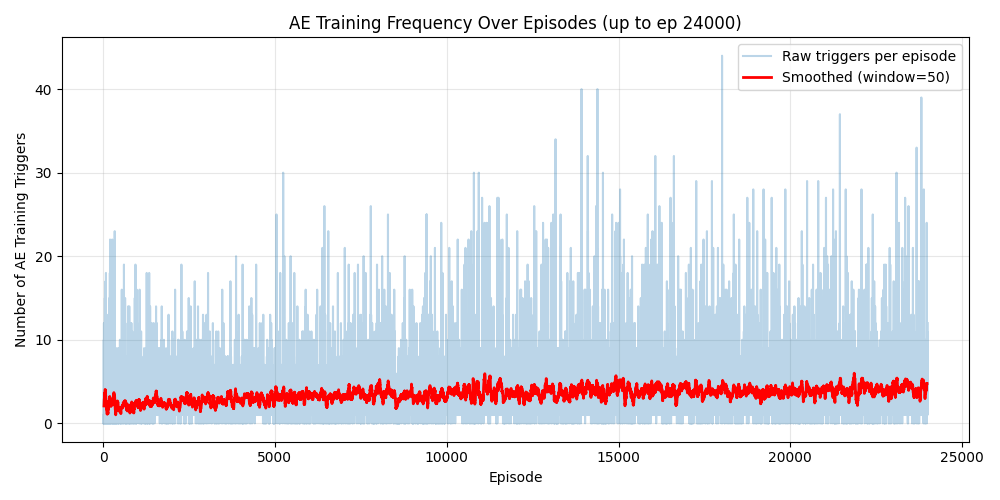 AE Training Frequency Over Episodes (up to ep 24000)
Raw triggers per episode
Smoothed (window=50)
Number of AE Training Triggers
40
30
20
10
0
0 5000 10000 15000 20000 25000
Episode